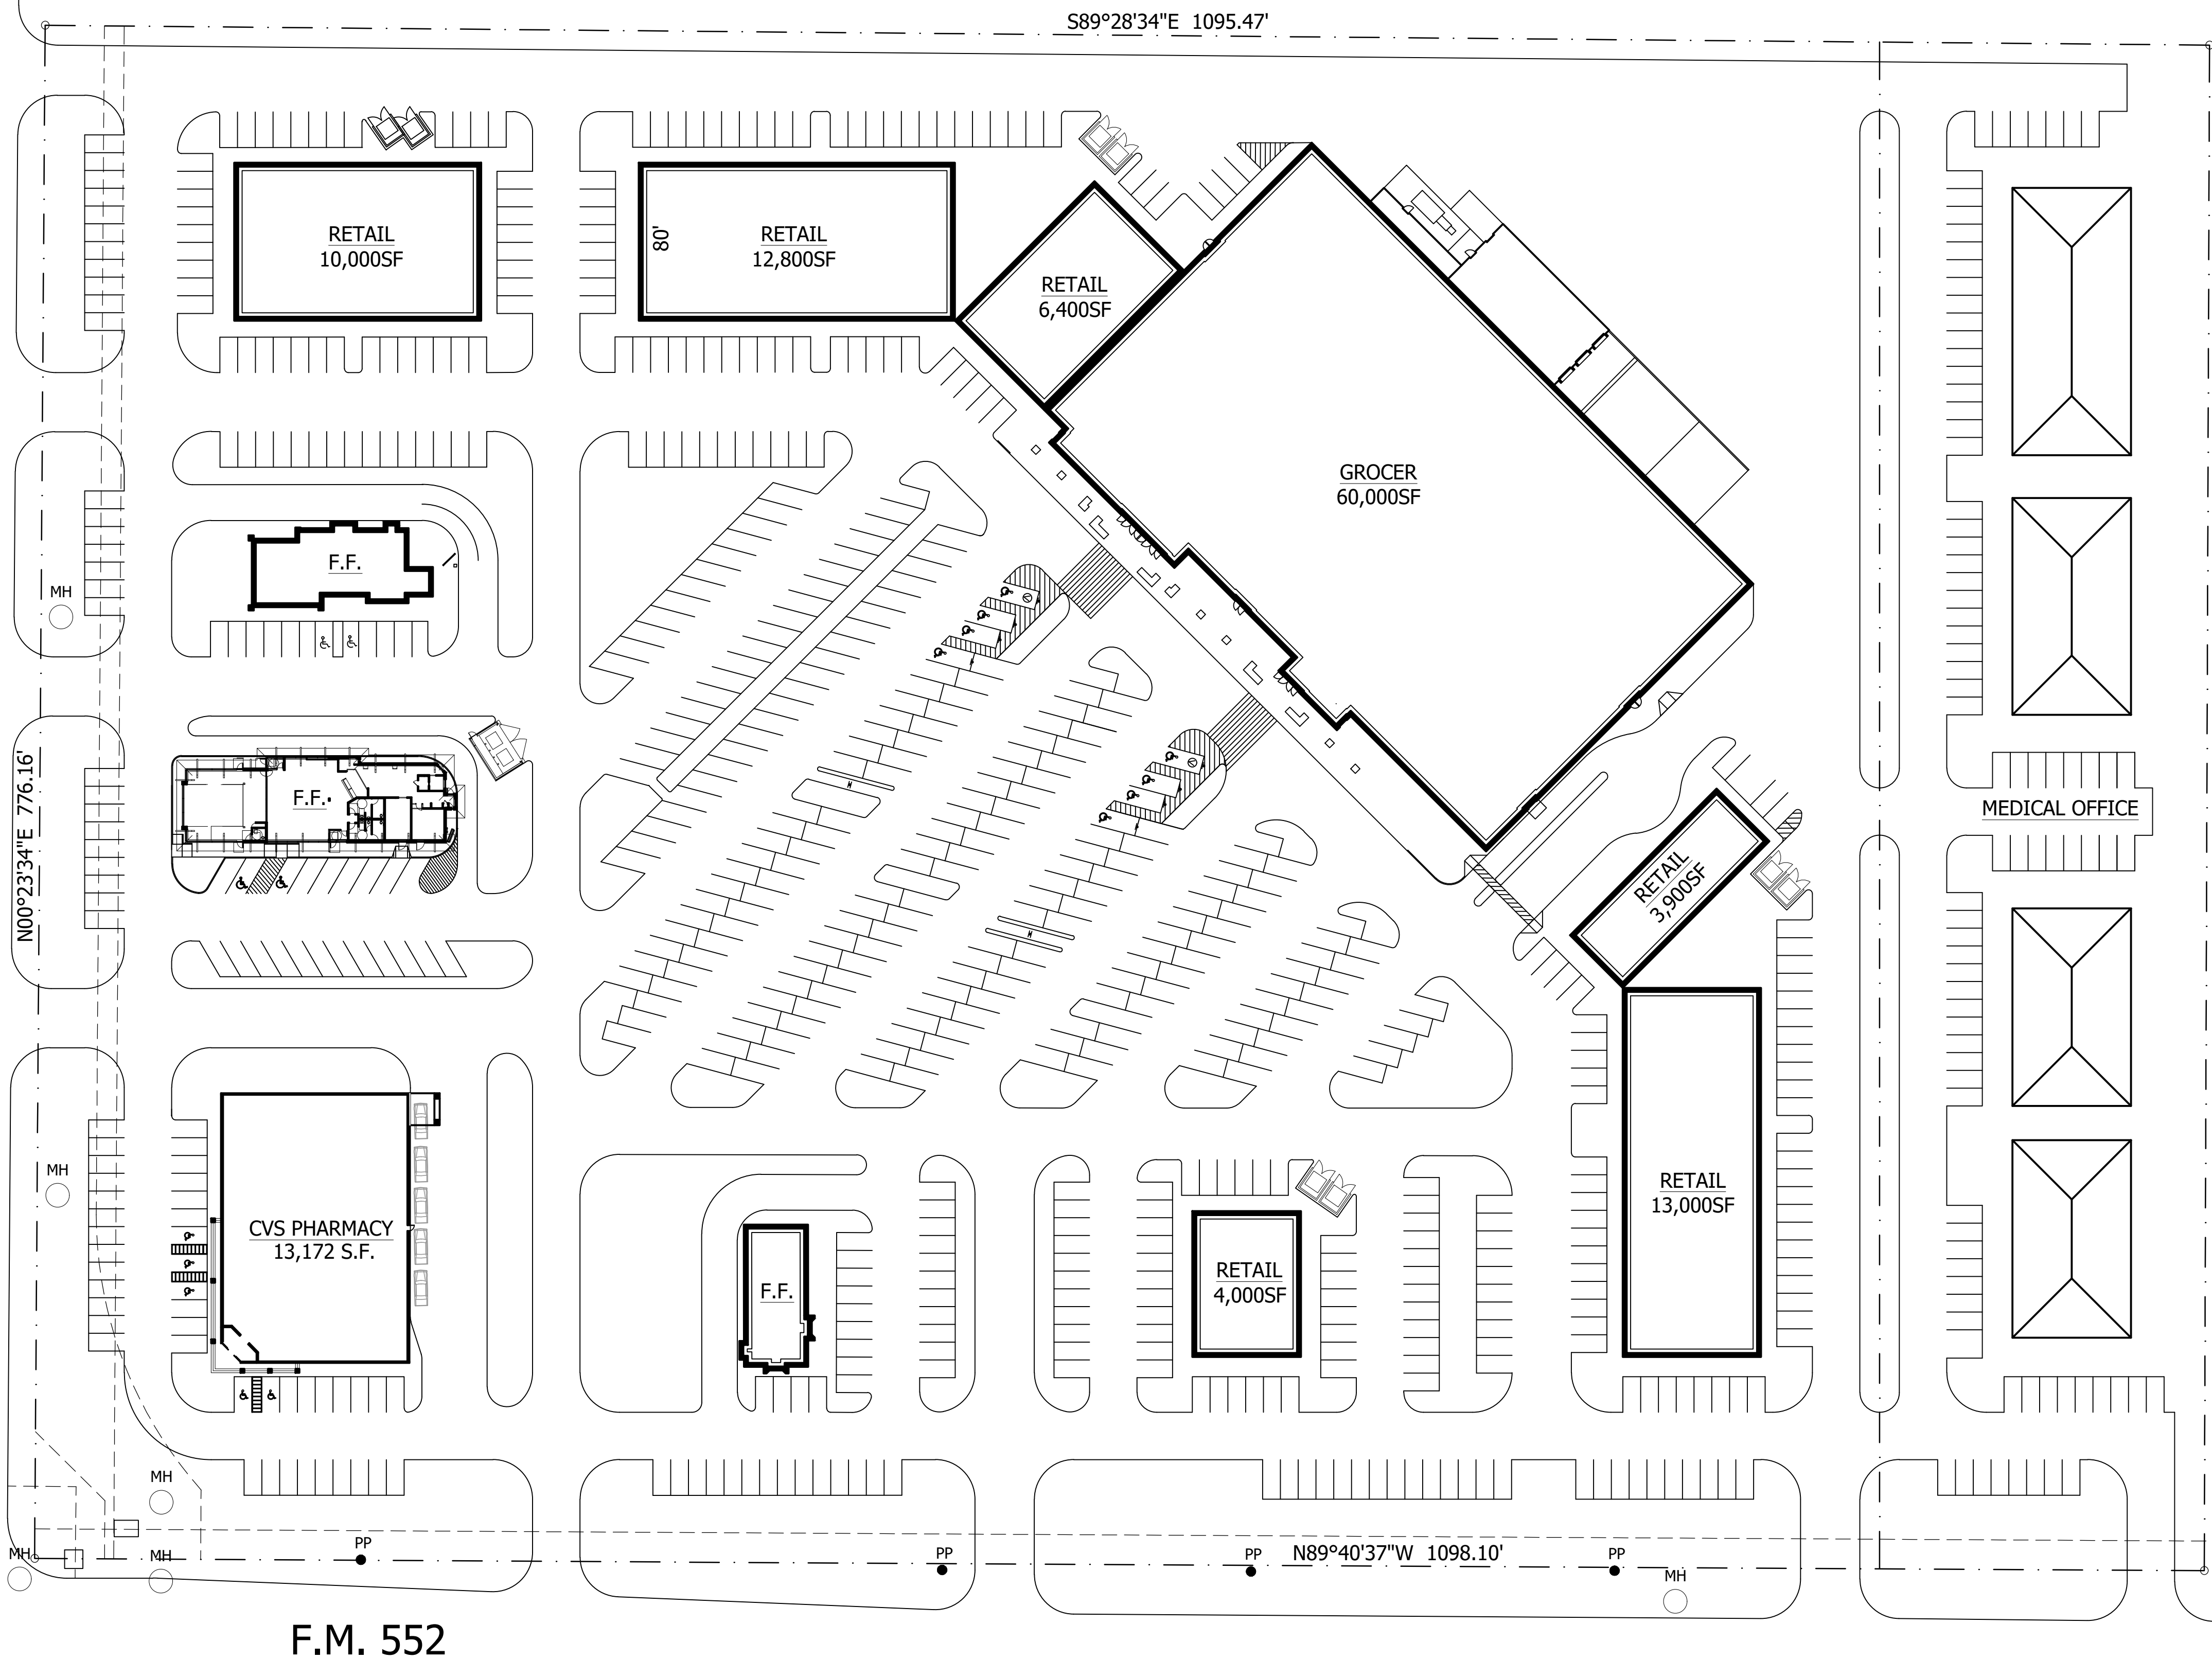 S89°28'34"E 1095.47'
RETAIL
10,000SF
80'
RETAIL
12,800SF
RETAIL
6,400SF
GROCER
60,000SF
F.F.
MH
N00°23'34"E 776.16'
F.F.
MEDICAL OFFICE
RETAIL
3,900SF
MH
CVS PHARMACY
13,172 S.F.
F.F.
RETAIL
4,000SF
RETAIL
13,000SF
MH
MH
MH
PP
PP
PP
N89°40'37"W 1098.10'
PP
MH
F.M. 552